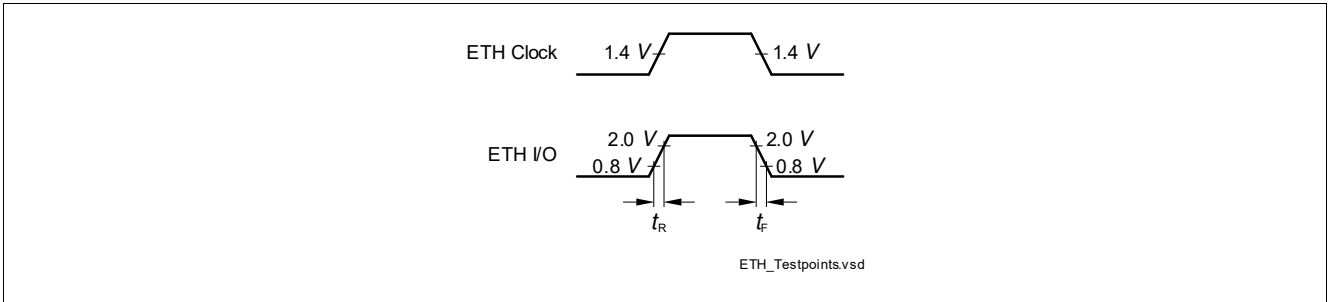 ETH Clock 1.4 V 1.4 V
2.0 V 2.0 V
ETH I/O
0.8 V 0.8 V
tR tF
ETH_Testpoints.vsd